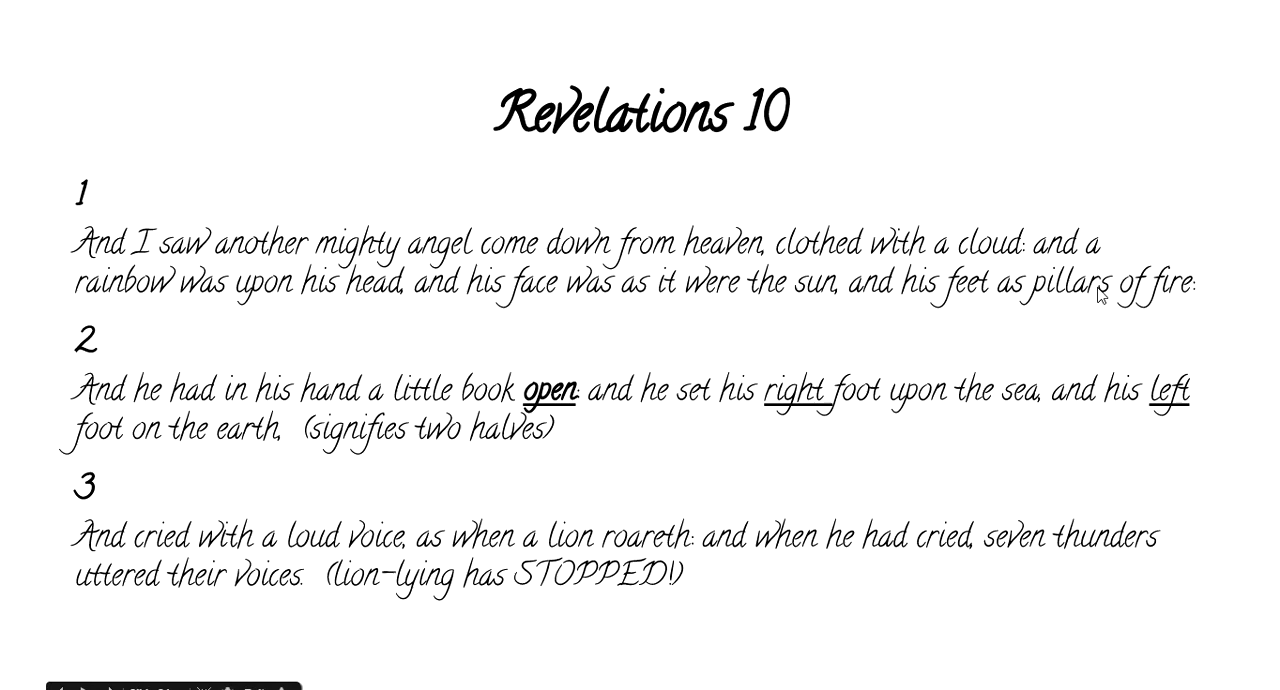 Revelations 10
1
And I saw another mighty angel come down from heaven, clothed with a cloud: and a
rainbow was upon his head, and his face was as it were the sun, and his feet as pillars of fire:
2
And he had in his hand a little book open: and he set his right foot upon the sea, and his left
foot on the earth, (signifies two halves)
3
And cried with a loud voice, as when a lion roareth: and when he had cried, seven thunders
uttered their voices. (lion-lying has STOPPED!)